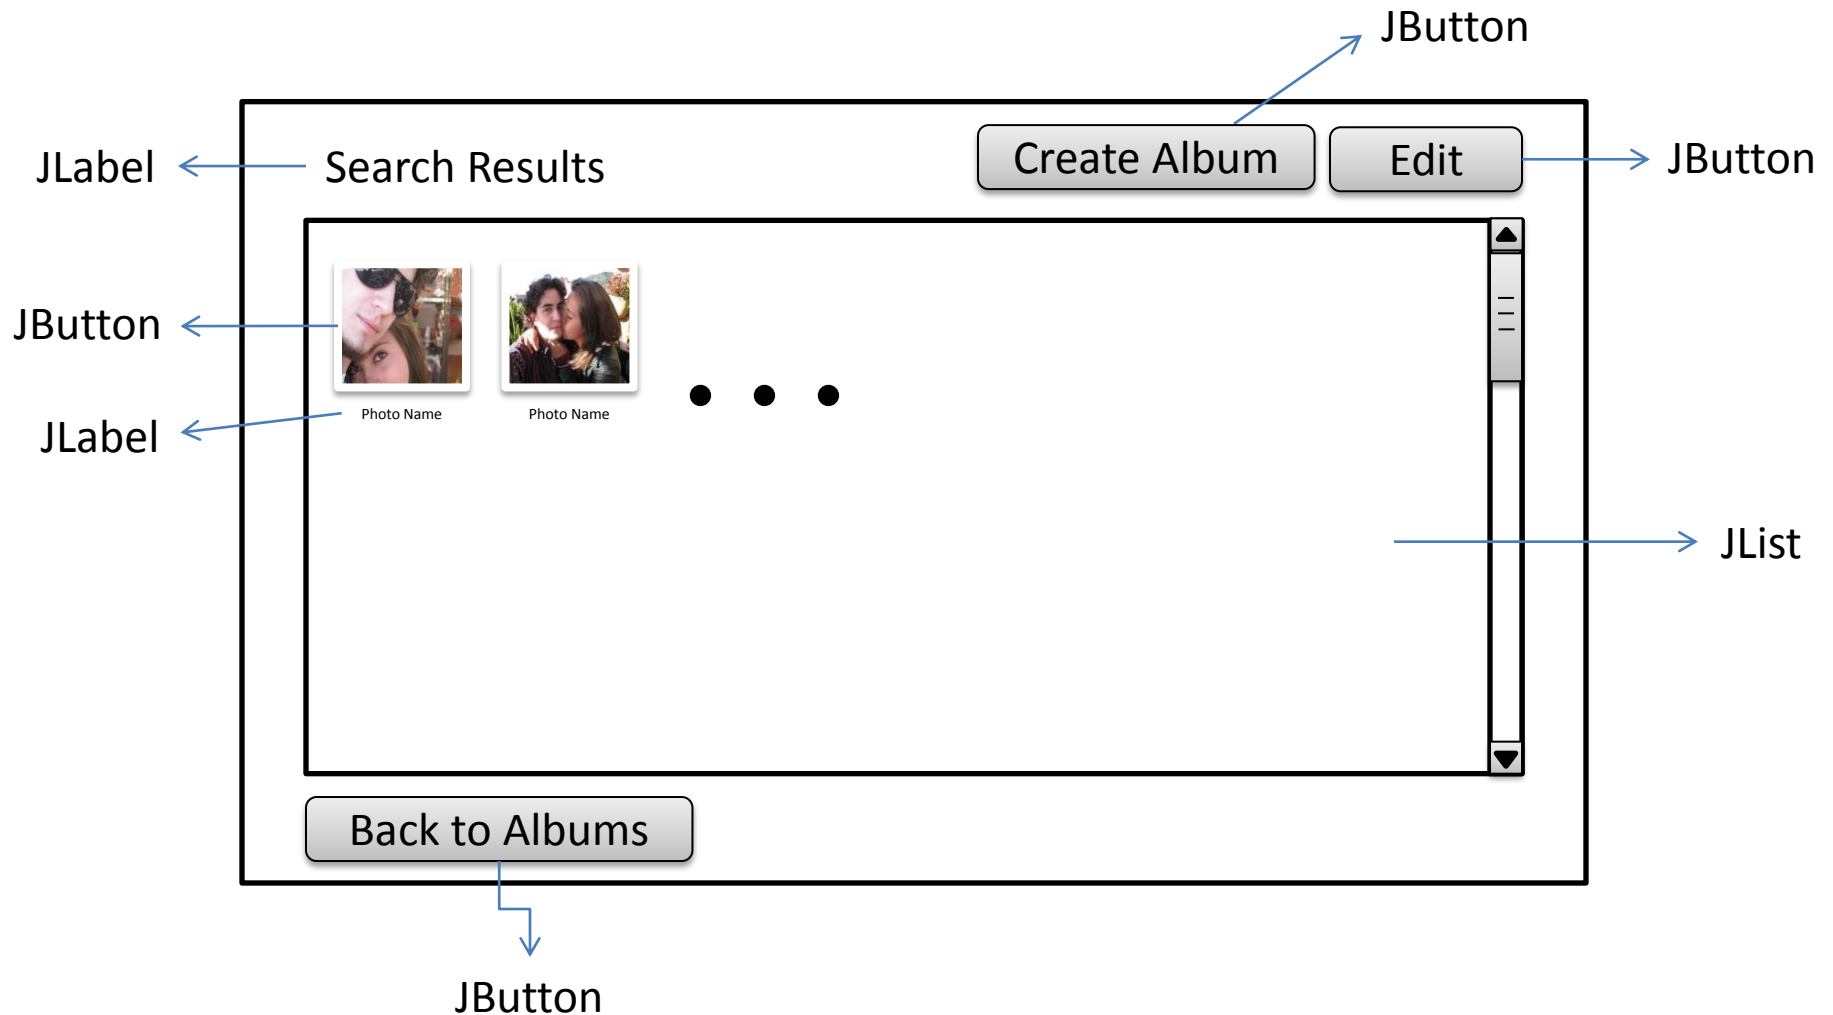 JButton
JLabel
Search Results
Create Album
Edit
JButton
JButton
Photo Name
Photo Name
JLabel
JList
Back to Albums
JButton